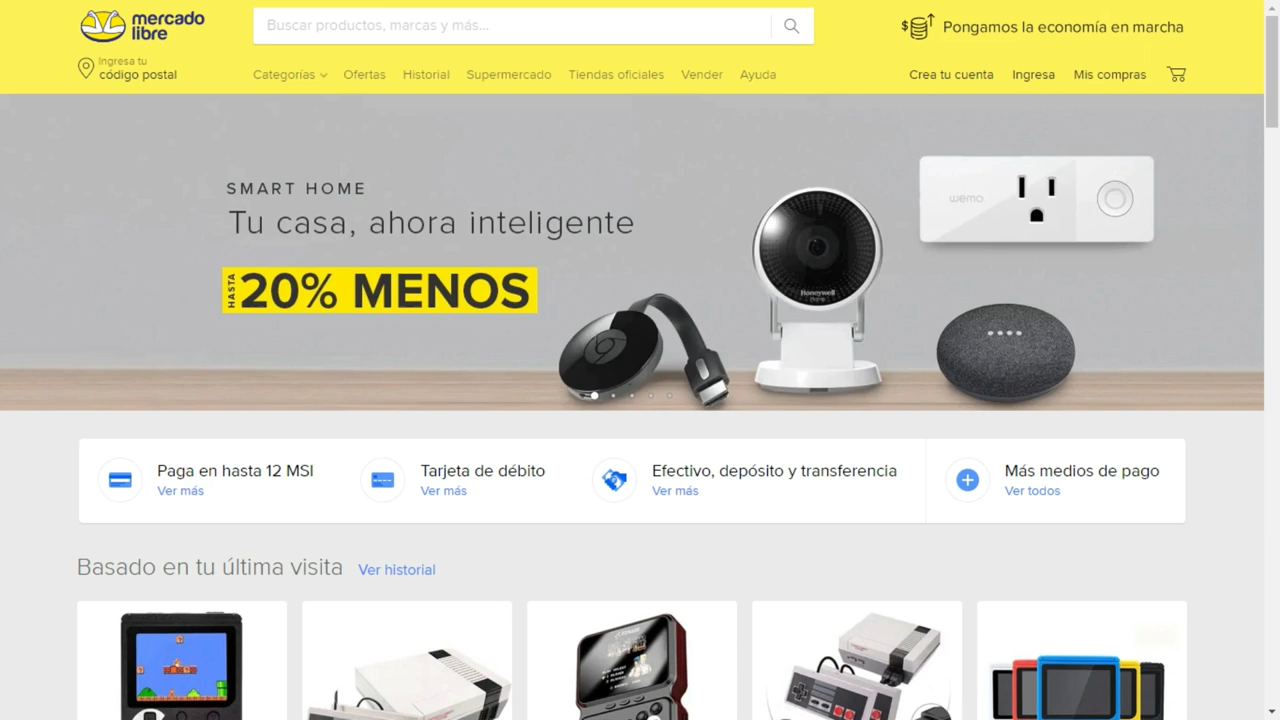 mercado
libre
Buscar productos, marcas y más...
$
Pongamos la economía en marcha
Ingresa tu
código postal
Categorías
Ofertas
Historial
Supermercado
Tiendas oficiales
Vender
Ayuda
Crea tu cuenta
Ingresa
Mis compras
SMART HOME
Tu casa, ahora inteligente
HASTA
20% MENOS
wemo
Honeywell
Paga en hasta 12 MSI
Ver más
Tarjeta de débito
Ver más
Efectivo, depósito y transferencia
Ver más
Más medios de pago
Ver todos
Basado en tu última visita
Ver historial